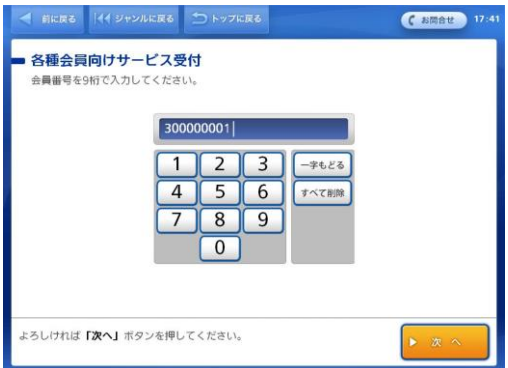 前に戻る ジャンルに戻る トップに戻る お問合せ 17:41
各種会員向けサービス受付
会員番号を9桁で入力してください。
300000001
1 2 3 一字もどる
4 5 6 すべて削除
7 8 9
0
よろしければ「次へ」ボタンを押してください。
次 へ